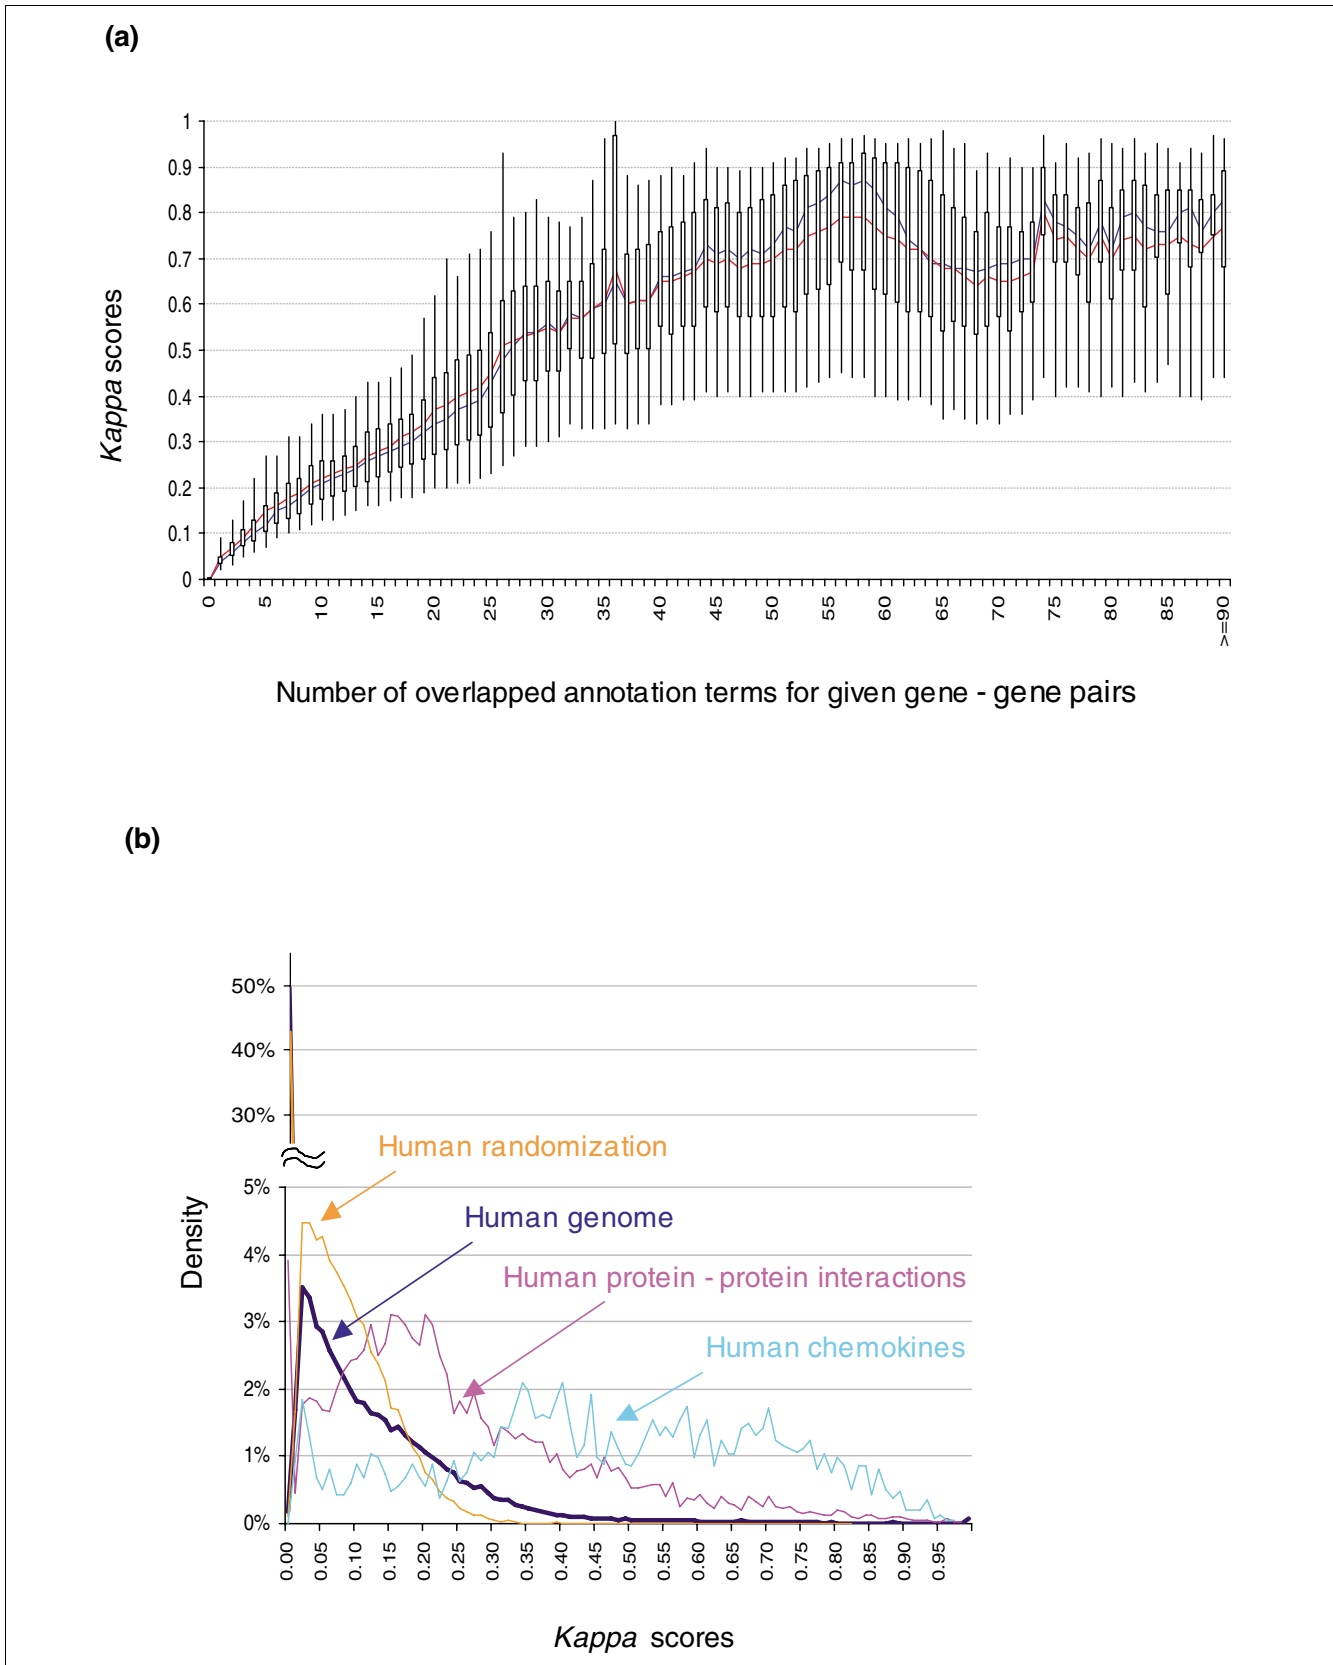 (a)
1
0.9
0.8
0.7
0.6
0.5
0.4
0.3
0.2
0.1
0
Kappa scores
0 5 10 15 20 25 30 35 40 45 50 55 60 65 70 75 80 85 >=90
Number of overlapped annotation terms for given gene - gene pairs
(b)
50%
40%
30%
Human randomization
5%
Human genome
4%
Human protein - protein interactions
3%
Human chemokines
2%
1%
0%
Density
0.00 0.05 0.10 0.15 0.20 0.25 0.30 0.35 0.40 0.45 0.50 0.55 0.60 0.65 0.70 0.75 0.80 0.85 0.90 0.95
Kappa scores